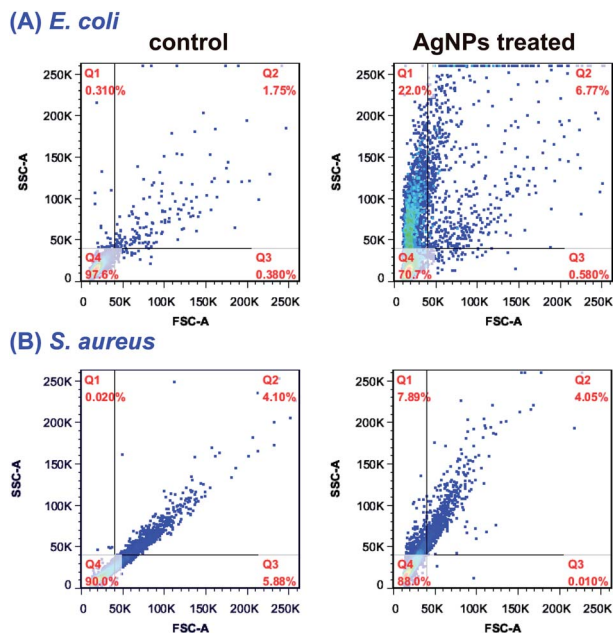 (A) E. coli
control
AgNPs treated
Q1
0.310%
Q2
1.75%
Q4
97.6%
Q3
0.380%
250K
200K
150K
100K
50K
0
0 50K 100K 150K 200K 250K
SSC-A
FSC-A
Q1
22.0%
Q2
6.77%
Q4
70.7%
Q3
0.580%
250K
200K
150K
100K
50K
0
0 50K 100K 150K 200K 250K
SSC-A
FSC-A
(B) S. aureus
Q1
0.020%
Q2
4.10%
Q4
90.0%
Q3
5.88%
250K
200K
150K
100K
50K
0
0 50K 100K 150K 200K 250K
SSC-A
FSC-A
Q1
7.89%
Q2
4.05%
Q4
88.0%
Q3
0.010%
250K
200K
150K
100K
50K
0
0 50K 100K 150K 200K 250K
SSC-A
FSC-A